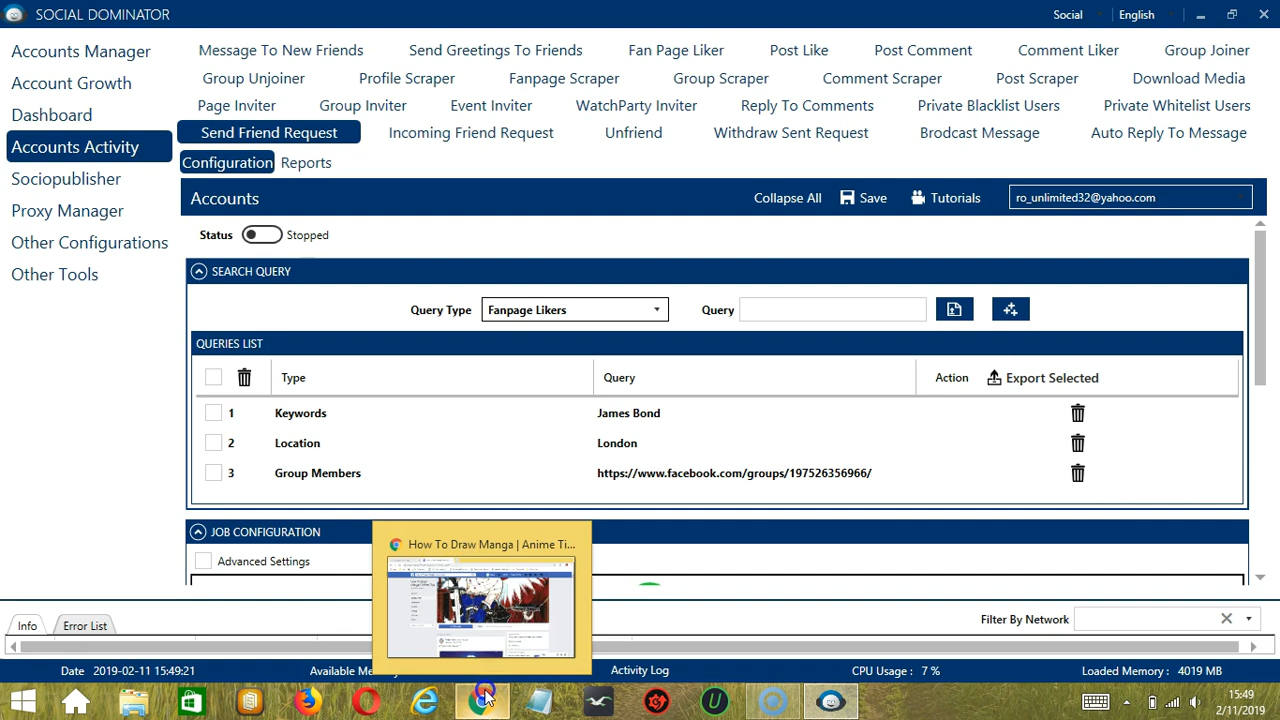 SOCIAL DOMINATOR
Social English
Accounts Manager
Account Growth
Dashboard
Accounts Activity
Sociopublisher
Proxy Manager
Other Configurations
Other Tools
Message To New Friends Send Greetings To Friends Fan Page Liker Post Like Post Comment Comment Liker Group Joiner
Group Unjoiner Profile Scraper Fanpage Scraper Group Scraper Comment Scraper Post Scraper Download Media
Page Inviter Group Inviter Event Inviter WatchParty Inviter Reply To Comments Private Blacklist Users Private Whitelist Users
Send Friend Request Incoming Friend Request Unfriend Withdraw Sent Request Brodcast Message Auto Reply To Message
Configuration Reports
Accounts Collapse All Save Tutorials ro_unlimited32@yahoo.com
Status Stopped
SEARCH QUERY
Query Type Fanpage Likers Query
QUERIES LIST
Type Query Action Export Selected
1 Keywords James Bond
2 Location London
3 Group Members https://www.facebook.com/groups/197526356966/
JOB CONFIGURATION
Advanced Settings
How To Draw Manga | Anime Ti...
Info Error List Filter By Network
Date 2019-02-11 15:49:21 Available Me Activity Log CPU Usage : 7 % Loaded Memory : 4019 MB
15:49
2/11/2019